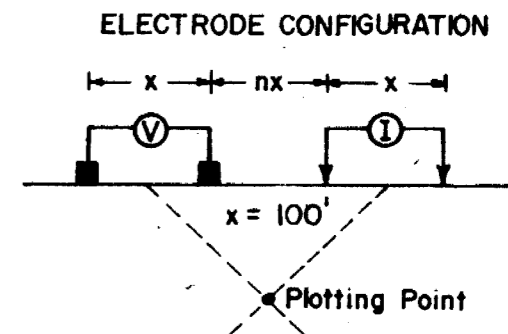 ELECTRODE CONFIGURATION
x nx x
V I
x = 100'
Plotting Point